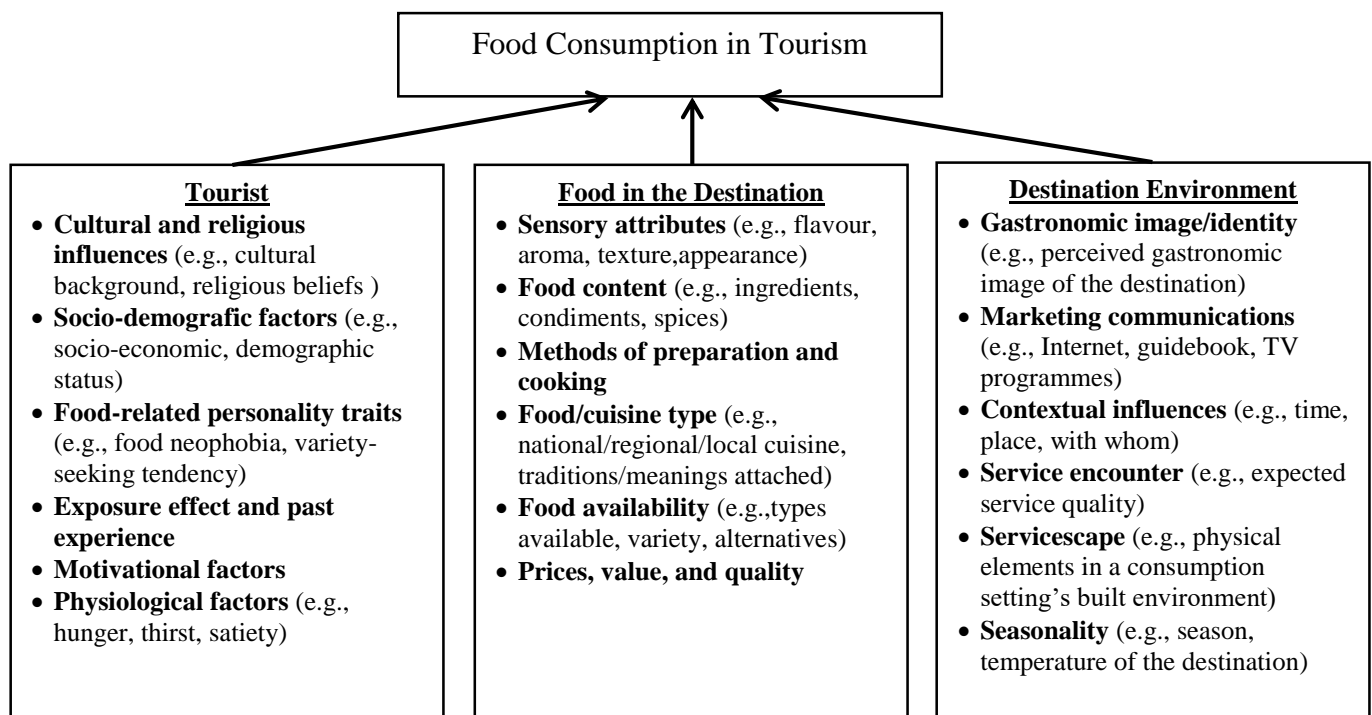 Food Consumption in Tourism
Tourist
• Cultural and religious
influences (e.g., cultural
background, religious beliefs )
• Socio-demografic factors (e.g.,
socio-economic, demographic
status)
• Food-related personality traits
(e.g., food neophobia, variety-
seeking tendency)
• Exposure effect and past
experience
• Motivational factors
• Physiological factors (e.g.,
hunger, thirst, satiety)
Food in the Destination
• Sensory attributes (e.g., flavour,
aroma, texture,appearance)
• Food content (e.g., ingredients,
condiments, spices)
• Methods of preparation and
cooking
• Food/cuisine type (e.g.,
national/regional/local cuisine,
traditions/meanings attached)
• Food availability (e.g.,types
available, variety, alternatives)
• Prices, value, and quality
Destination Environment
• Gastronomic image/identity
(e.g., perceived gastronomic
image of the destination)
• Marketing communications
(e.g., Internet, guidebook, TV
programmes)
• Contextual influences (e.g., time,
place, with whom)
• Service encounter (e.g., expected
service quality)
• Servicescape (e.g., physical
elements in a consumption
setting’s built environment)
• Seasonality (e.g., season,
temperature of the destination)